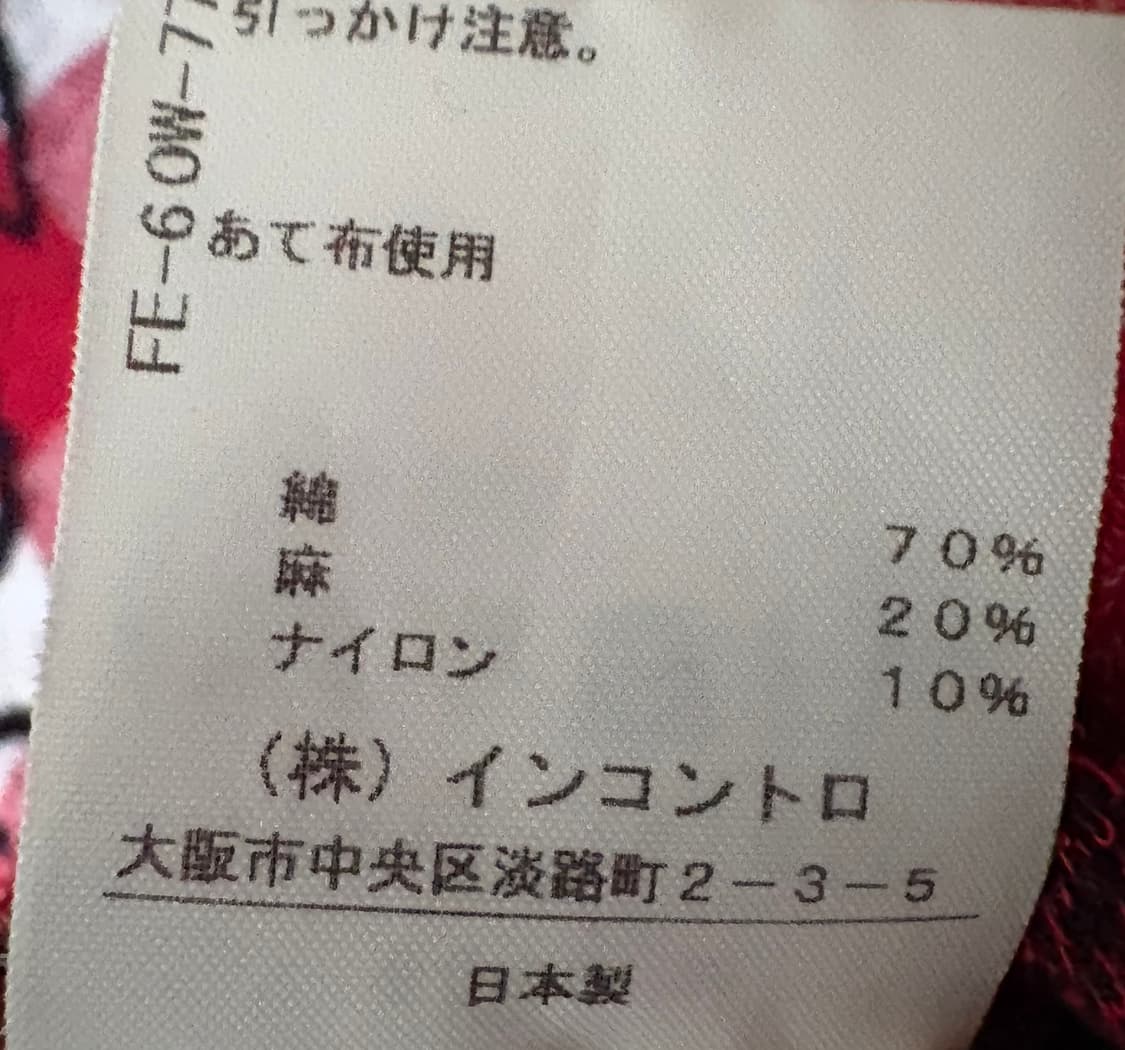 引っかけ注意。
FE-60W-77
あて布使用
綿 70%
麻 20%
ナイロン 10%
（株）インコントロ
大阪市中央区淡路町2-3-5
日本製